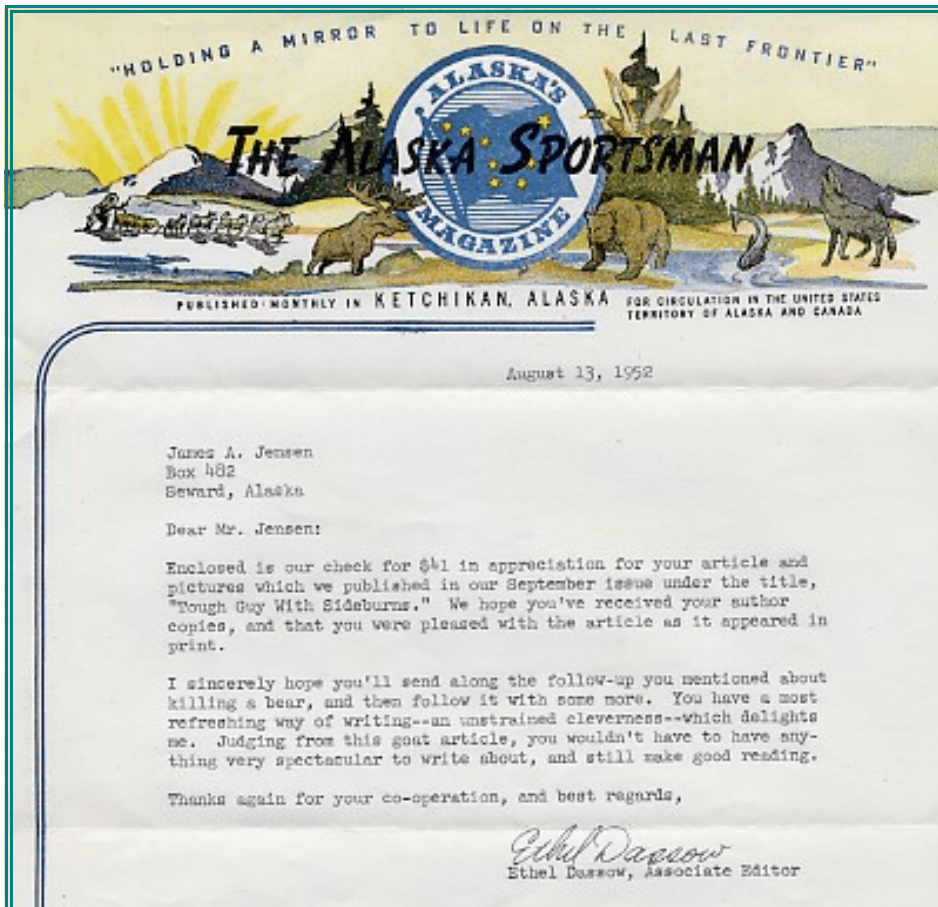 "HOLDING A MIRROR TO LIFE ON THE LAST FRONTIER"
ALASKA'S
THE ALASKA SPORTSMAN
MAGAZINE
PUBLISHED MONTHLY IN KETCHIKAN, ALASKA FOR CIRCULATION IN THE UNITED STATES
TERRITORY OF ALASKA AND CANADA
August 13, 1952
James A. Jensen
Box 482
Seward, Alaska
Dear Mr. Jensen:
Enclosed is our check for $41 in appreciation for your article and
pictures which we published in our September issue under the title,
"Tough Guy With Sideburns." We hope you've received your author
copies, and that you were pleased with the article as it appeared in
print.
I sincerely hope you'll send along the follow-up you mentioned about
killing a bear, and then follow it with some more. You have a most
refreshing way of writing--an unstrained cleverness--which delights
me. Judging from this goat article, you wouldn't have to have any-
thing very spectacular to write about, and still make good reading.
Thanks again for your co-operation, and best regards,
Ethel Dassow
Ethel Dassow, Associate Editor